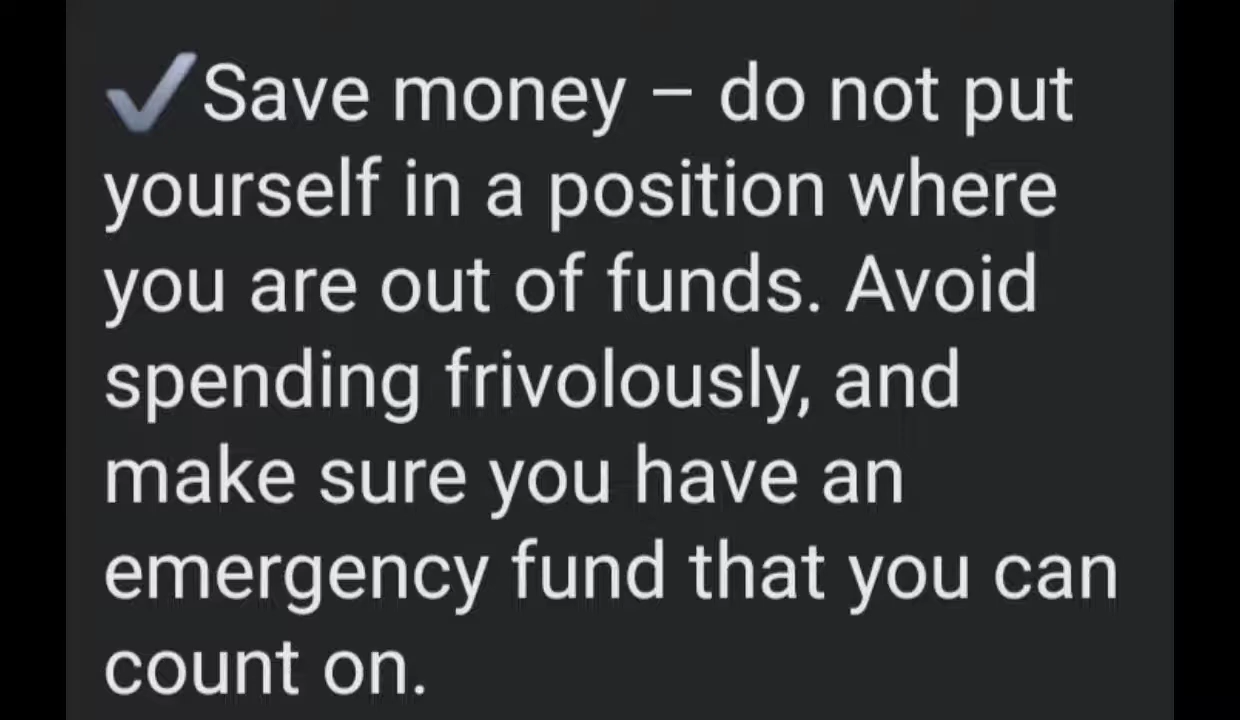 ✔Save money – do not put
yourself in a position where
you are out of funds. Avoid
spending frivolously, and
make sure you have an
emergency fund that you can
count on.